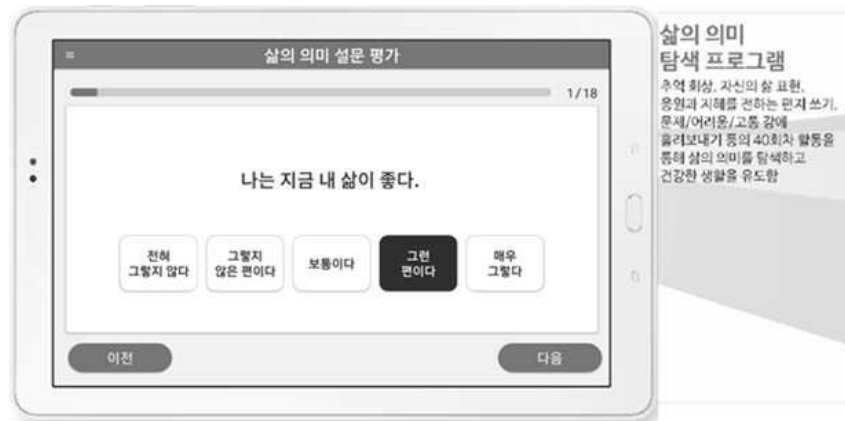 삶의 의미 설문 평가
1/18
나는 지금 내 삶이 좋다.
전혀
그렇지 않다
그렇지
않은 편이다
보통이다
그런
편이다
매우
그렇다
이전
다음
삶의 의미
탐색 프로그램
추억 회상, 자신의 삶 표현,
응원과 지혜를 전하는 편지 쓰기,
문제/어려움/고통 강에
흘려보내기 등의 40회차 활동을
통해 삶의 의미를 탐색하고
건강한 생활을 유도함